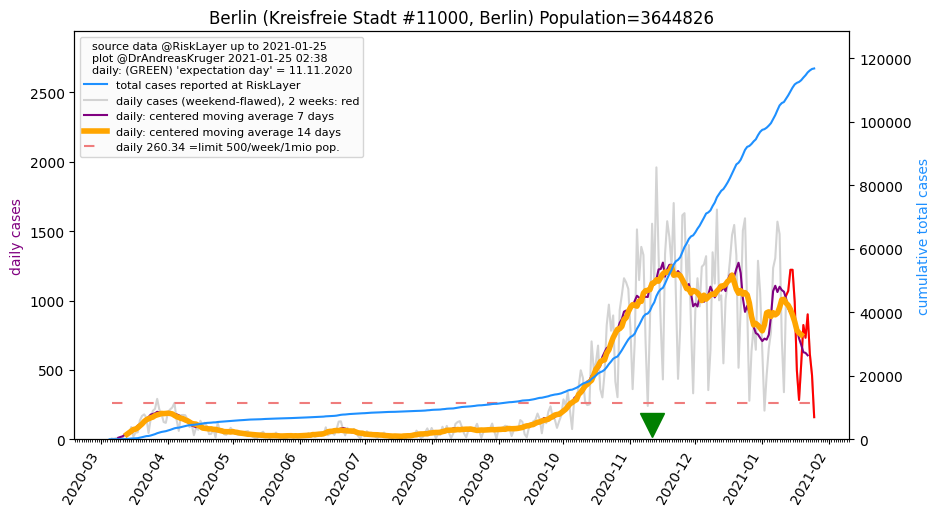 Berlin (Kreisfreie Stadt #11000, Berlin) Population=3644826
source data @RiskLayer up to 2021-01-25
plot @DrAndreasKruger 2021-01-25 02:38
daily: (GREEN) 'expectation day' = 11.11.2020
total cases reported at RiskLayer
daily cases (weekend-flawed), 2 weeks: red
daily: centered moving average 7 days
daily: centered moving average 14 days
daily 260.34 =limit 500/week/1mio pop.
daily cases
2500
2000
1500
1000
500
0
120000
100000
80000
60000
40000
20000
0
cumulative total cases
2020-03
2020-04
2020-05
2020-06
2020-07
2020-08
2020-09
2020-10
2020-11
2020-12
2021-01
2021-02